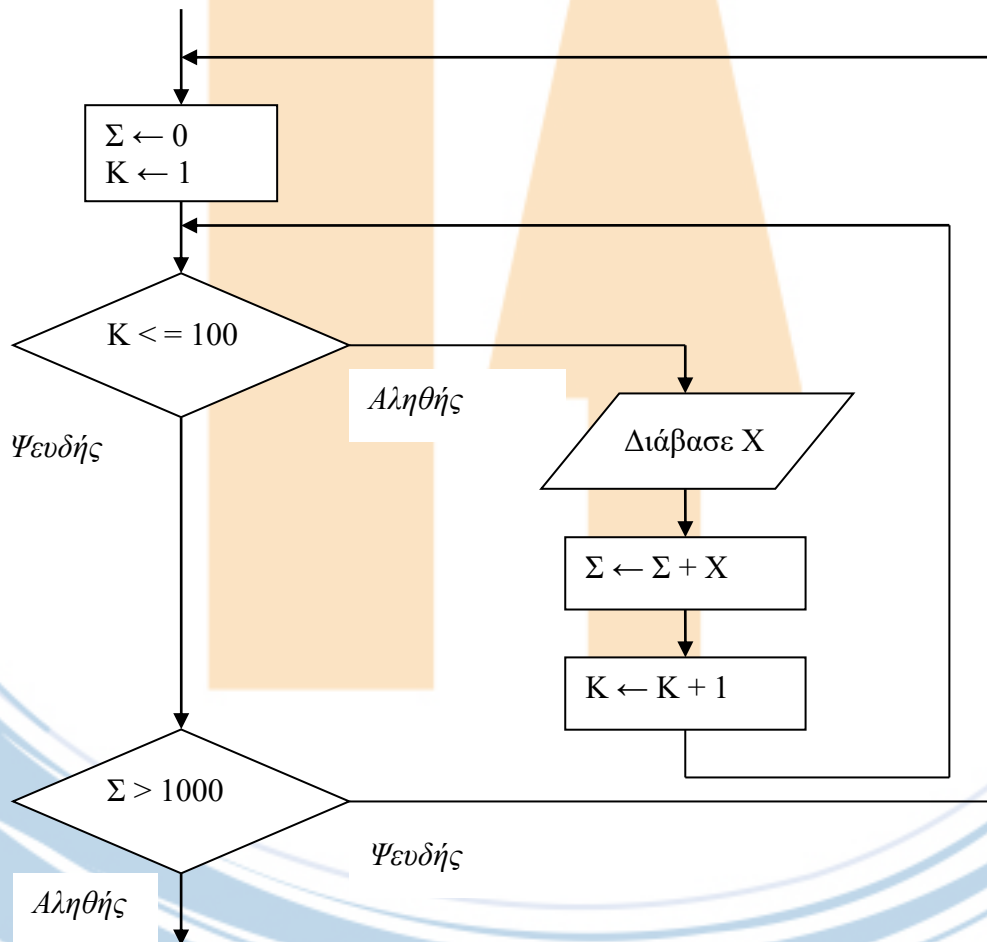 Σ ← 0
Κ ← 1
Κ < = 100
Αληθής
Ψευδής
Διάβασε Χ
Σ ← Σ + Χ
Κ ← Κ + 1
Σ > 1000
Ψευδής
Αληθής